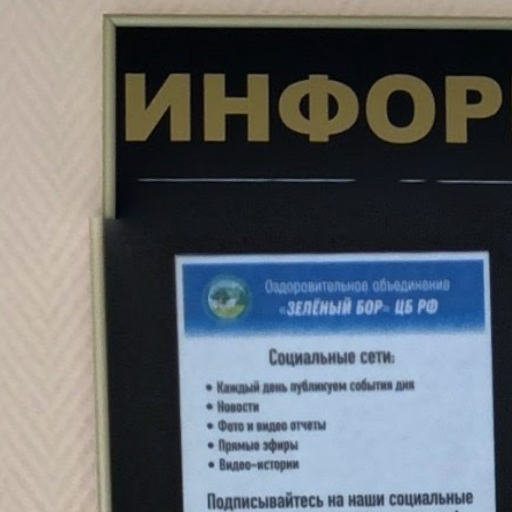 ИНФОР
Оздоровительное объединение
«ЗЕЛЁНЫЙ БОР» ЦБ РФ
Социальные сети:
• Каждый день публикуем события дня
• Новости
• Фото и видео отчеты
• Прямые эфиры
• Видео-истории
Подписывайтесь на наши социальные